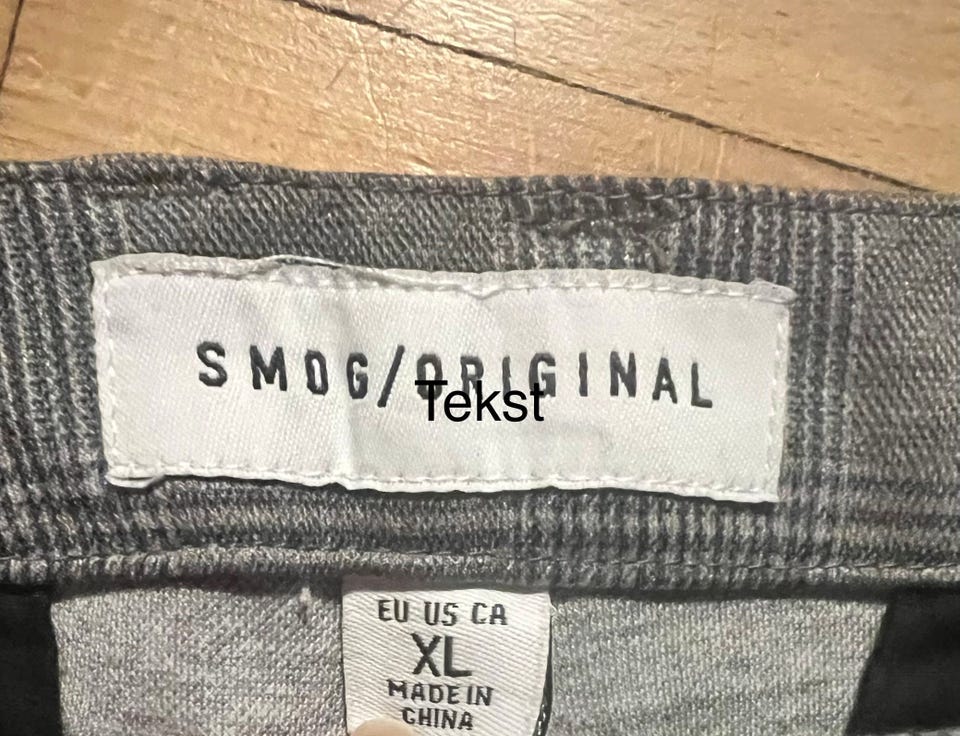 SMOG/ORIGINAL
Tekst
EU US CA
XL
MADE IN
CHINA